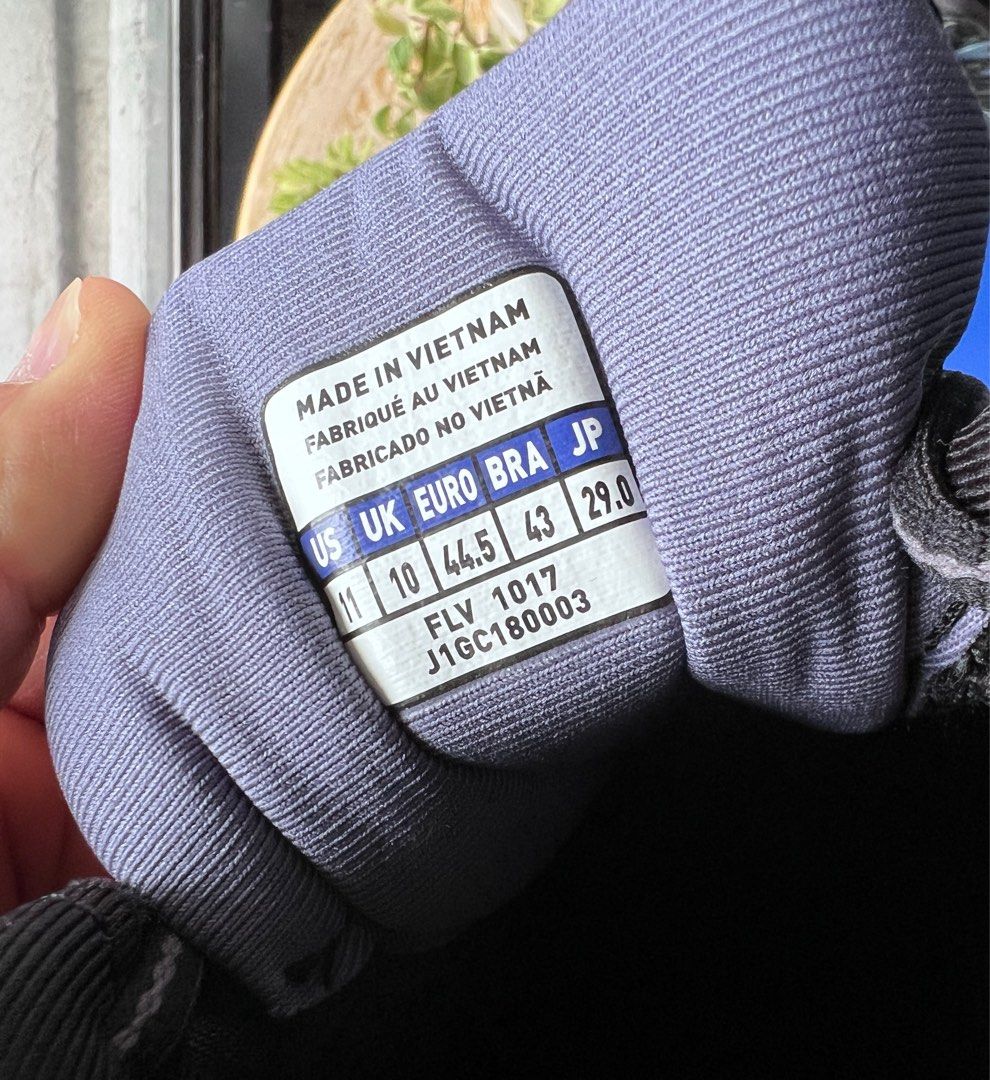 MADE IN VIETNAM
FABRIQUÉ AU VIETNAM
FABRICADO NO VIETNÃ
US UK EURO BRA JP
11 10 44.5 43 29.0
FLV 1017
J1GC180003